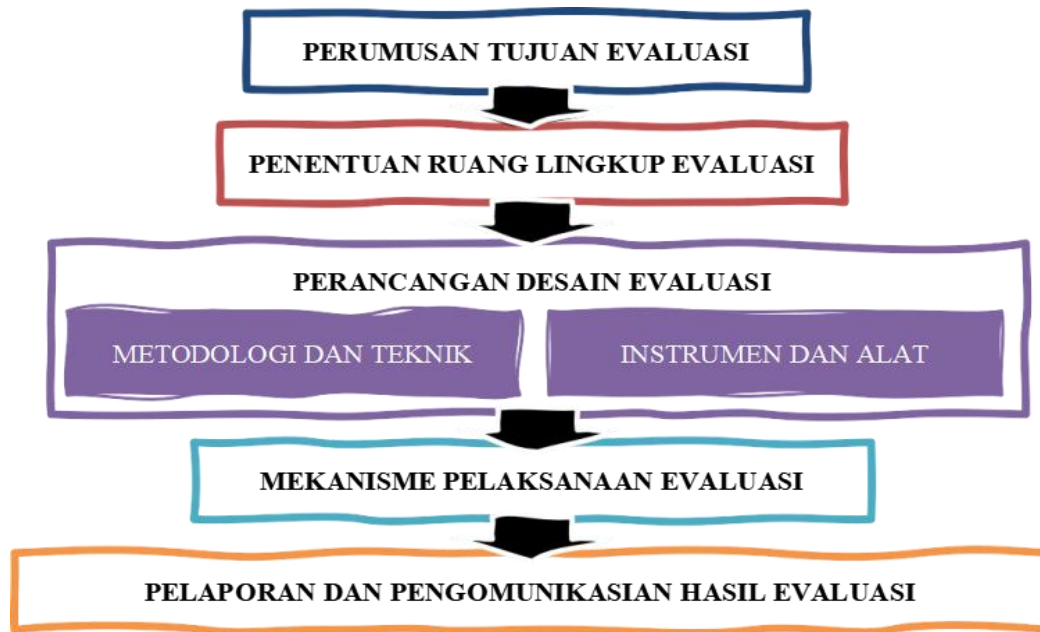 PERUMUSAN TUJUAN EVALUASI
PENENTUAN RUANG LINGKUP EVALUASI
PERANCANGAN DESAIN EVALUASI
METODOLOGI DAN TEKNIK
INSTRUMEN DAN ALAT
MEKANISME PELAKSANAAN EVALUASI
PELAPORAN DAN PENGOMUNIKASIAN HASIL EVALUASI